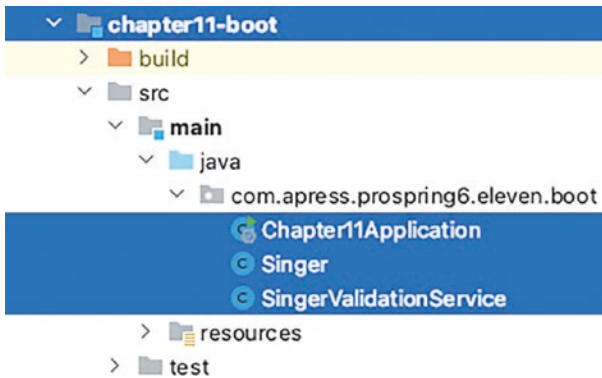 chapter11-boot
build
src
main
java
com.apress.prospring6.eleven.boot
Chapter11Application
Singer
SingerValidationService
resources
test